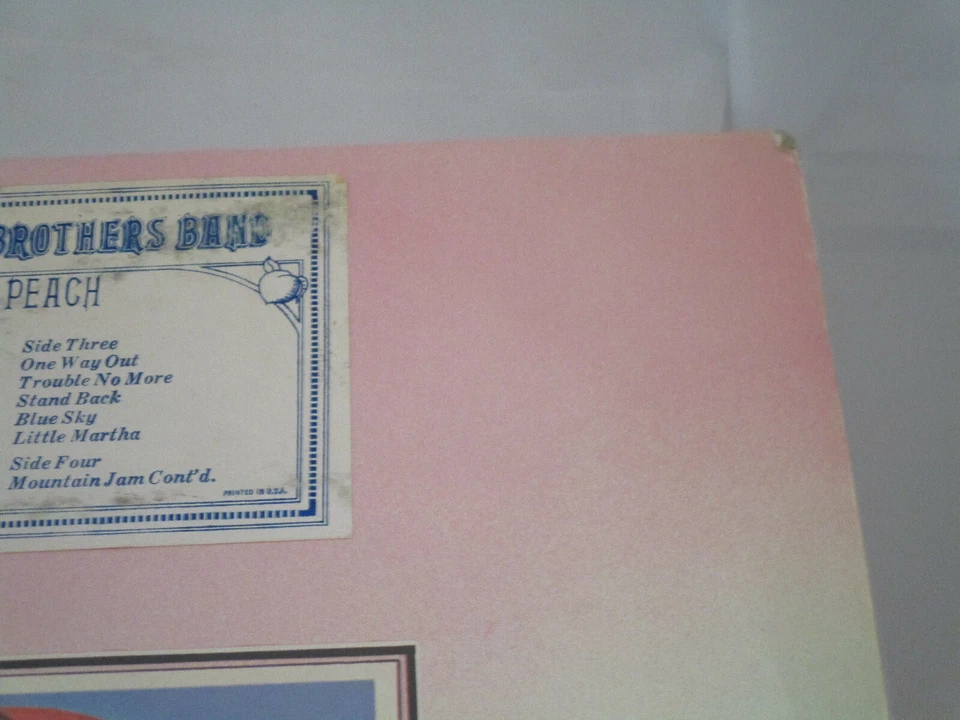 BROTHERS BAND
PEACH
Side Three
One Way Out
Trouble No More
Stand Back
Blue Sky
Little Martha
Side Four
Mountain Jam Cont'd.
PRINTED IN U.S.A.